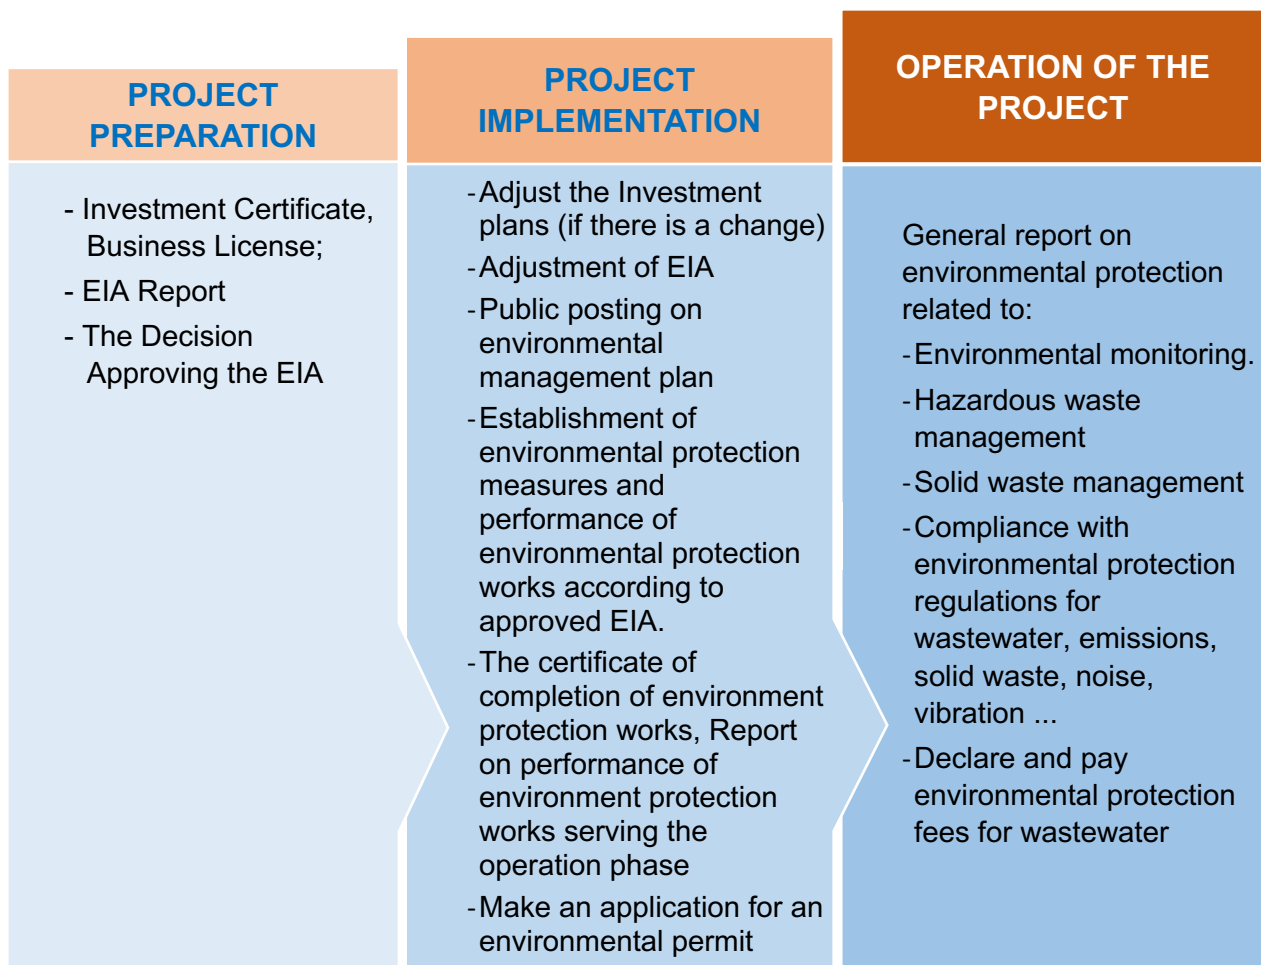 PROJECT
PREPARATION
- Investment Certificate,
Business License;
- EIA Report
- The Decision
Approving the EIA
PROJECT
IMPLEMENTATION
-Adjust the Investment
plans (if there is a change)
-Adjustment of EIA
-Public posting on
environmental
management plan
-Establishment of
environmental protection
measures and
performance of
environmental protection
works according to
approved EIA.
-The certificate of
completion of environment
protection works, Report
on performance of
environment protection
works serving the
operation phase
-Make an application for an
environmental permit
OPERATION OF THE
PROJECT
General report on
environmental protection
related to:
-Environmental monitoring.
-Hazardous waste
management
-Solid waste management
-Compliance with
environmental protection
regulations for
wastewater, emissions,
solid waste, noise,
vibration ...
-Declare and pay
environmental protection
fees for wastewater